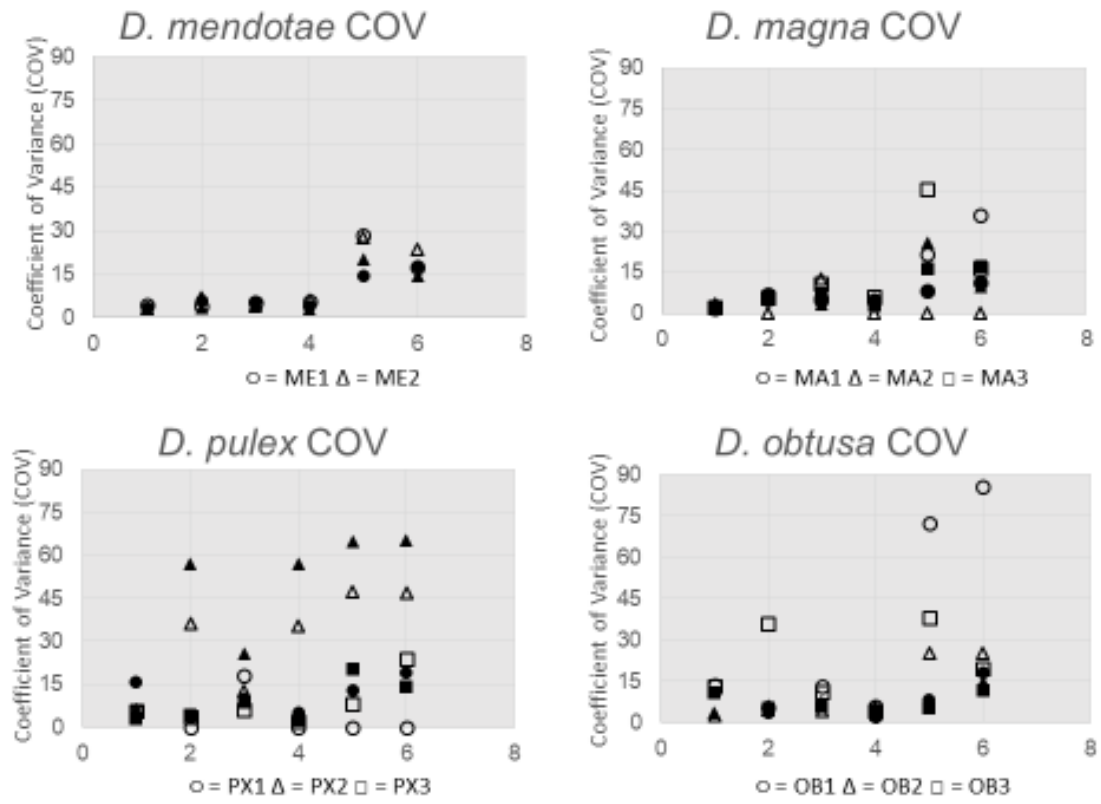 D. mendotae COV
Coefficient of Variance (COV)
90
75
60
45
30
15
0
0 2 4 6 8
O = ME1 Δ = ME2
D. magna COV
Coefficient of Variance (COV)
90
75
60
45
30
15
0
0 2 4 6 8
O = MA1 Δ = MA2 □ = MA3
D. pulex COV
Coefficient of Variance (COV)
90
75
60
45
30
15
0
0 2 4 6 8
O = PX1 Δ = PX2 □ = PX3
D. obtusa COV
Coefficient of Variance (COV)
90
75
60
45
30
15
0
0 2 4 6 8
O = OB1 Δ = OB2 □ = OB3